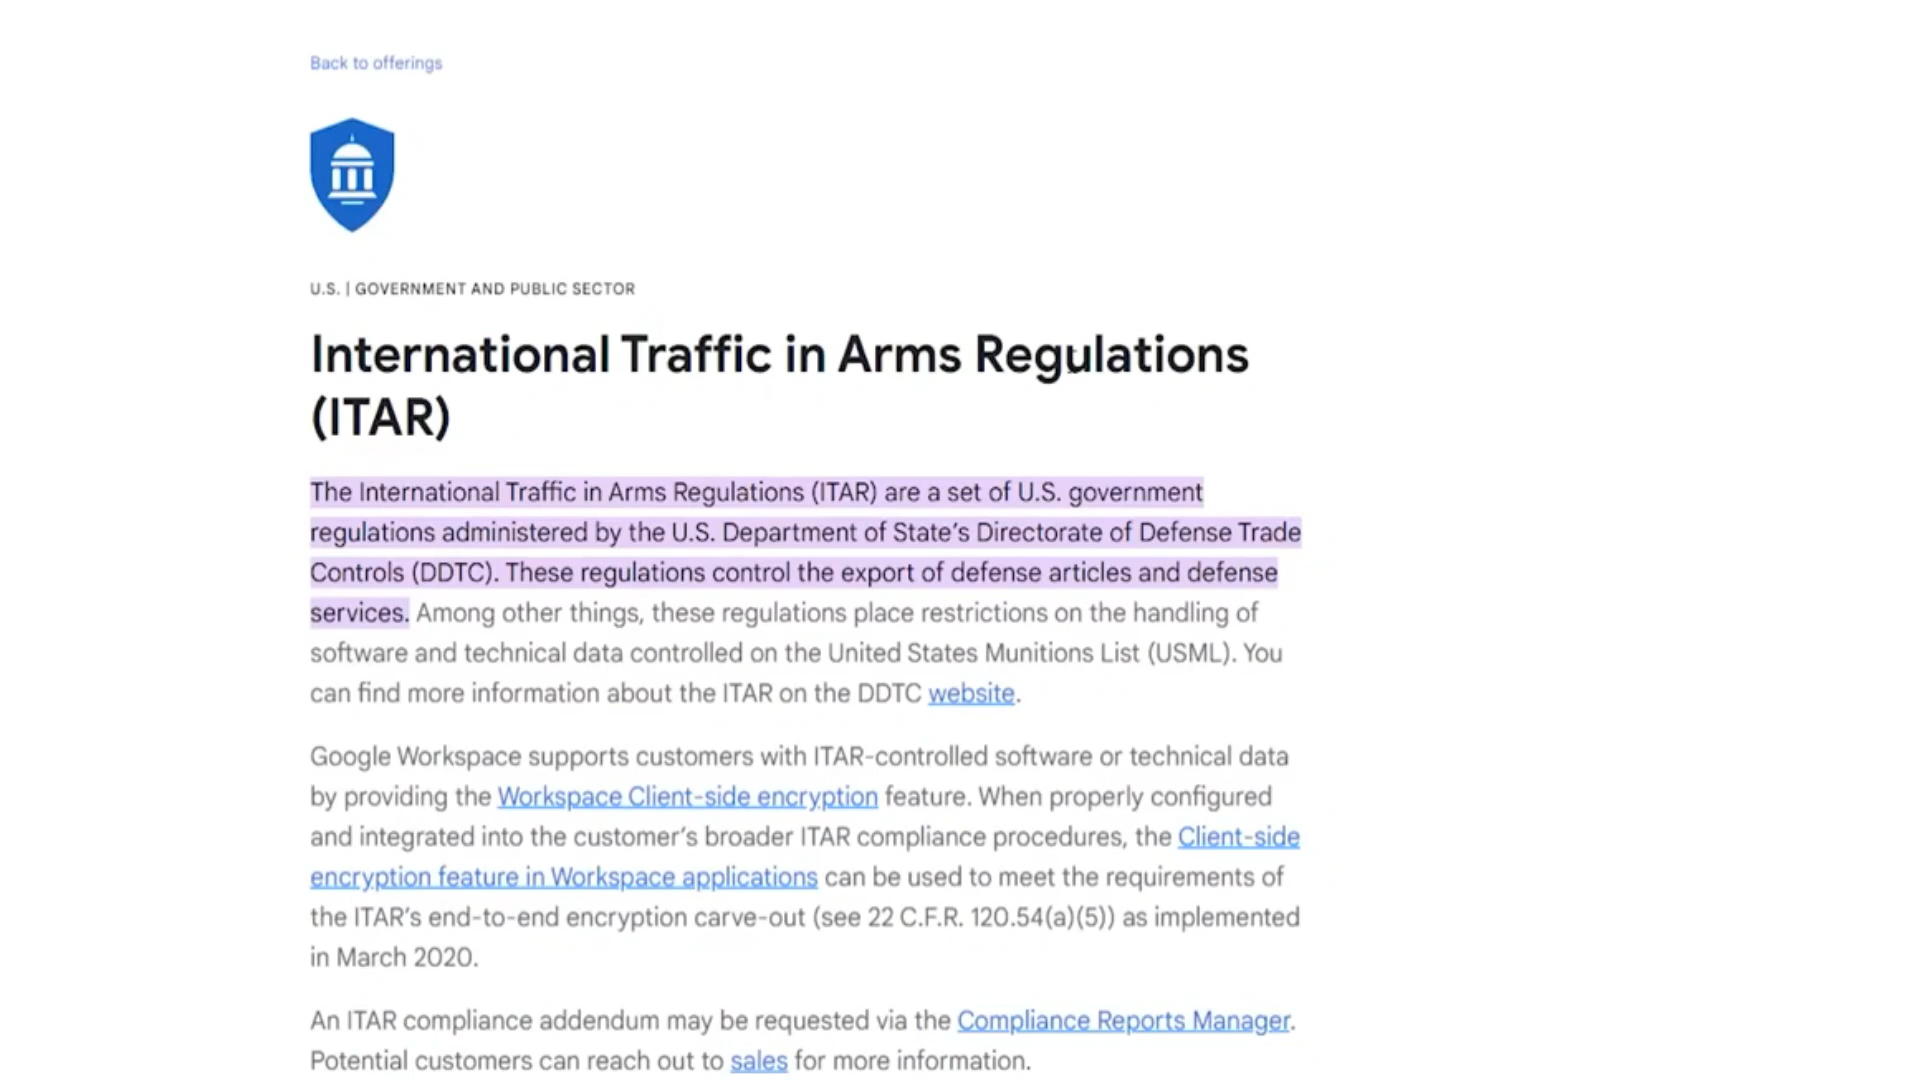 Back to offerings
U.S. | GOVERNMENT AND PUBLIC SECTOR
International Traffic in Arms Regulations
(ITAR)
The International Traffic in Arms Regulations (ITAR) are a set of U.S. government
regulations administered by the U.S. Department of State’s Directorate of Defense Trade
Controls (DDTC). These regulations control the export of defense articles and defense
services. Among other things, these regulations place restrictions on the handling of
software and technical data controlled on the United States Munitions List (USML). You
can find more information about the ITAR on the DDTC website.
Google Workspace supports customers with ITAR-controlled software or technical data
by providing the Workspace Client-side encryption feature. When properly configured
and integrated into the customer’s broader ITAR compliance procedures, the Client-side
encryption feature in Workspace applications can be used to meet the requirements of
the ITAR’s end-to-end encryption carve-out (see 22 C.F.R. 120.54(a)(5)) as implemented
in March 2020.
An ITAR compliance addendum may be requested via the Compliance Reports Manager.
Potential customers can reach out to sales for more information.